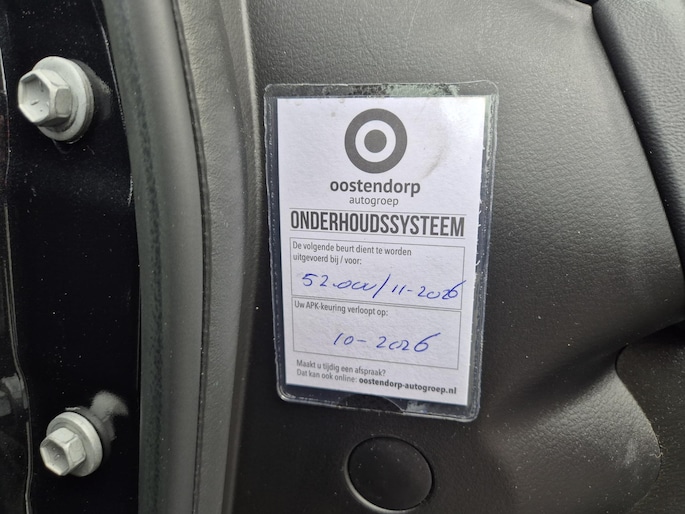 oostendorp
autogroep
ONDERHOUDSSYSTEEM
De volgende beurt dient te worden
uitgevoerd bij / voor:
52.000/11-2026
Uw APK-keuring verloopt op:
10-2026
Maakt u tijdig een afspraak?
Dat kan ook online: oostendorp-autogroep.nl